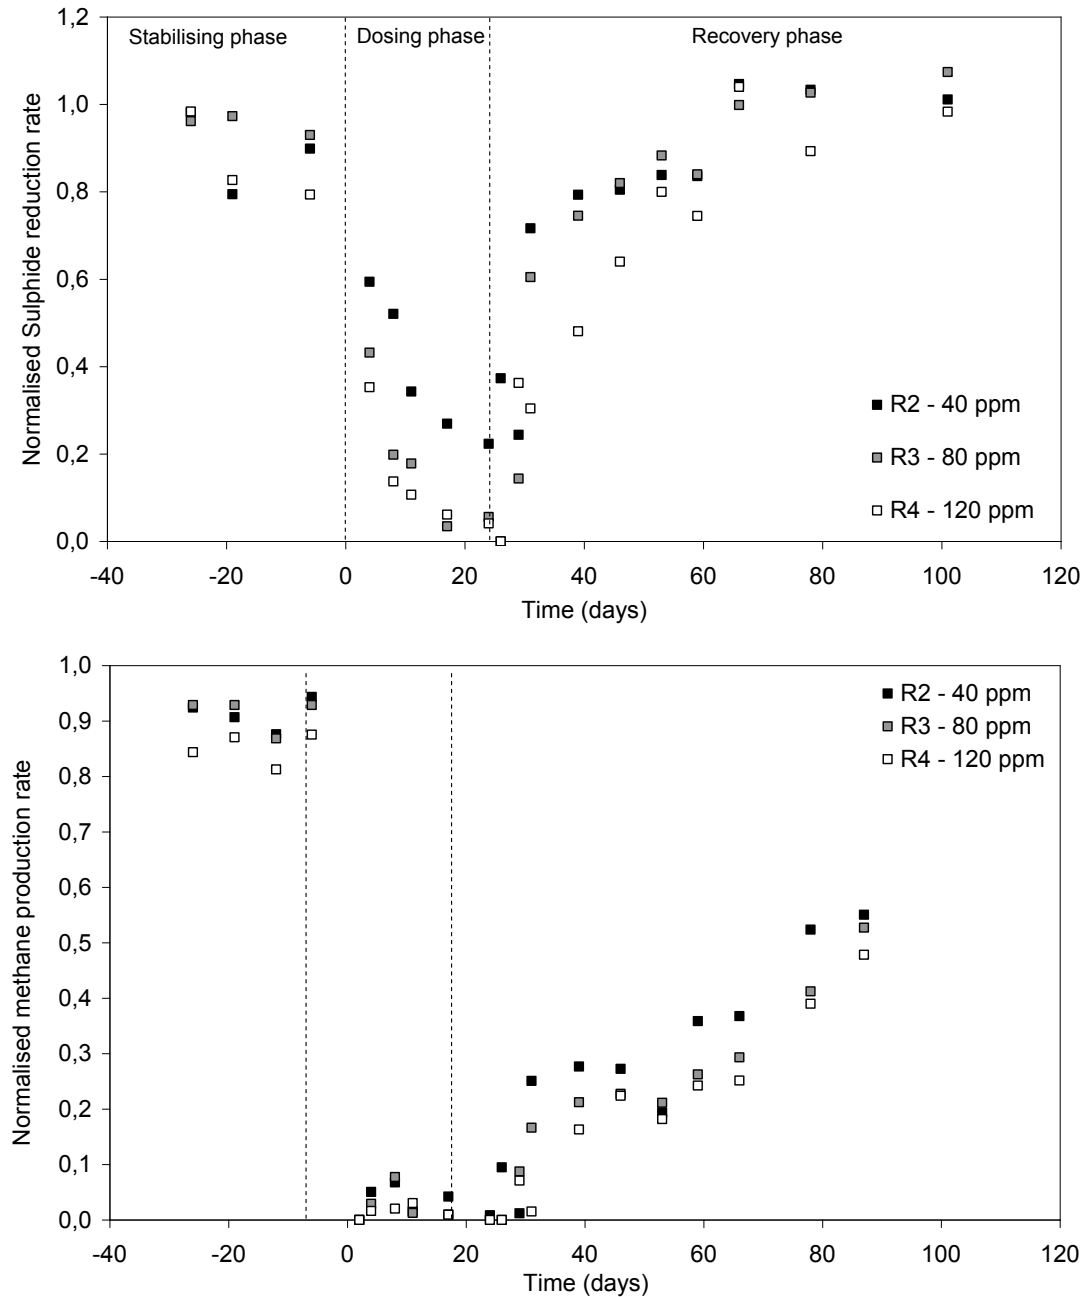 1,2
Stabilising phase Dosing phase Recovery phase
1,0
0,8
0,6
0,4
0,2
0,0
Normalised Sulphide reduction rate
R2 - 40 ppm
R3 - 80 ppm
R4 - 120 ppm
-40 -20 0 20 40 60 80 100 120
Time (days)
1,0
0,9
0,8
0,7
0,6
0,5
0,4
0,3
0,2
0,1
0,0
Normalised methane production rate
R2 - 40 ppm
R3 - 80 ppm
R4 - 120 ppm
-40 -20 0 20 40 60 80 100 120
Time (days)